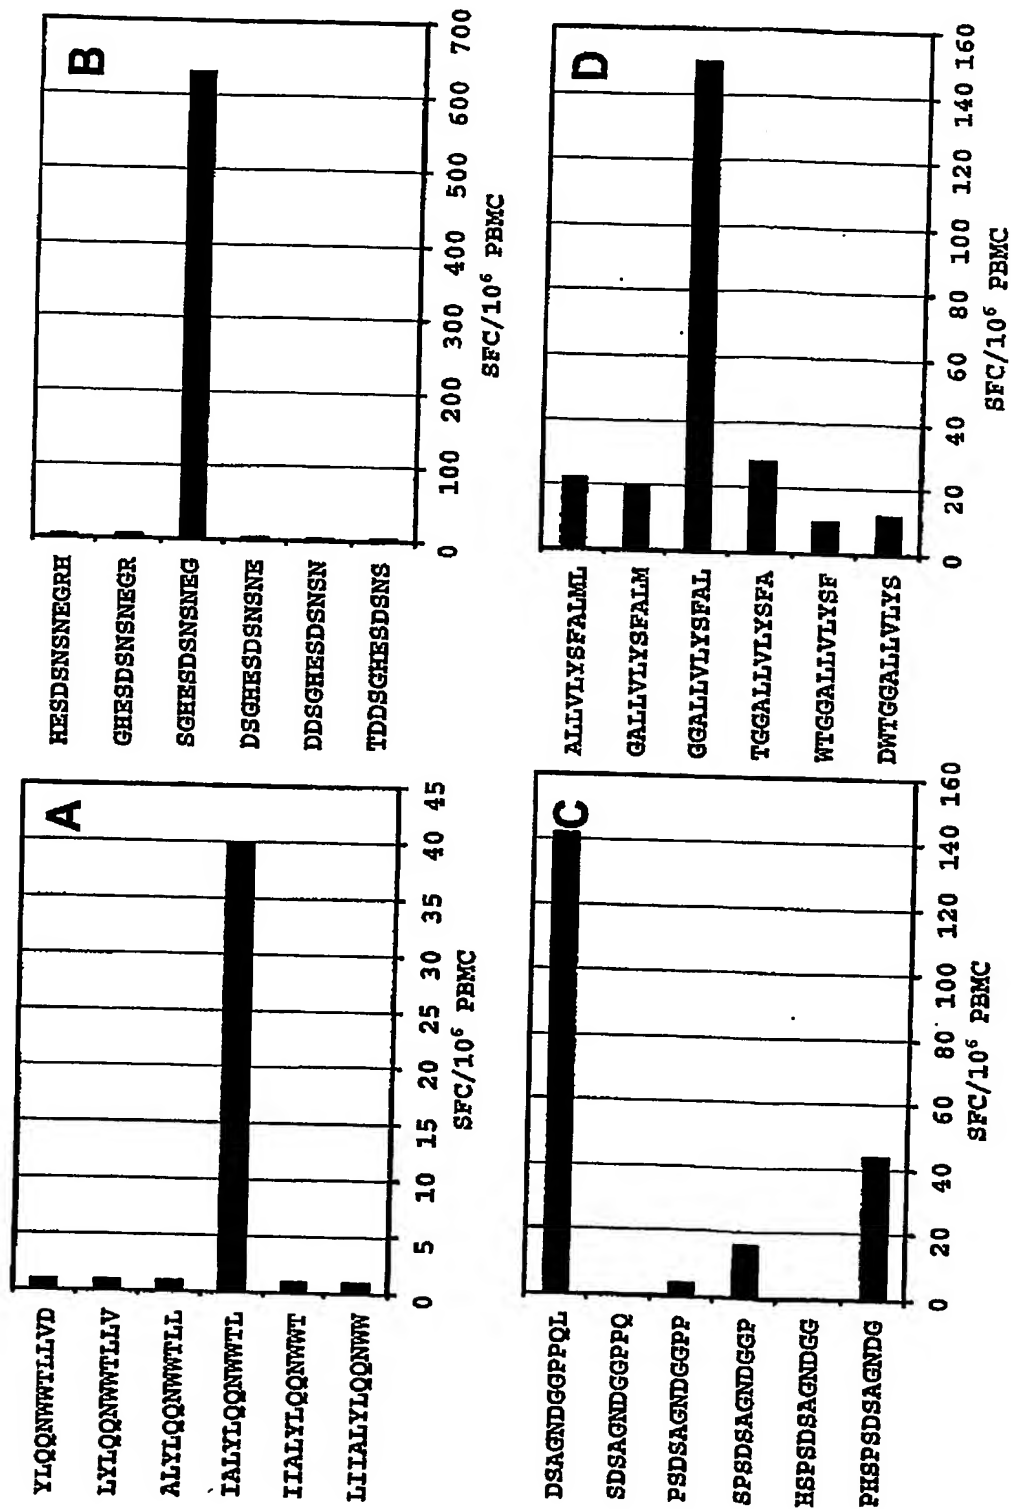 A
YLQQNWWTLLVD
LYLQQNWWTLLV
ALYLQQNWWTLL
IALYLQQNWWTL
IIALYLQQNWWT
LIIALYLQQNWW
0 5 10 15 20 25 30 35 40 45
SFC/10⁶ PBMC
B
HESDSNSNEGRH
GHESDSNSNEGR
SGHESDSNSNEG
DSGHESDSNSNE
DDSGHESDSNSN
TDDSGHESDSNS
0 100 200 300 400 500 600 700
SFC/10⁶ PBMC
C
DSAGNDGGPPQL
SDSAGNDGGPPQ
PSDSAGNDGGPP
SPSDSAGNDGGP
HSPSDSAGNDGG
PHSPSDSAGNDG
0 20 40 60 80 100 120 140 160
SFC/10⁶ PBMC
D
ALLVLYSFALML
GALLVLYSFALM
GGALLVLYSFAL
TGGALLVLYSFA
WTGGALLVLYSF
DWTGGALLVLYS
0 20 40 60 80 100 120 140 160
SFC/10⁶ PBMC